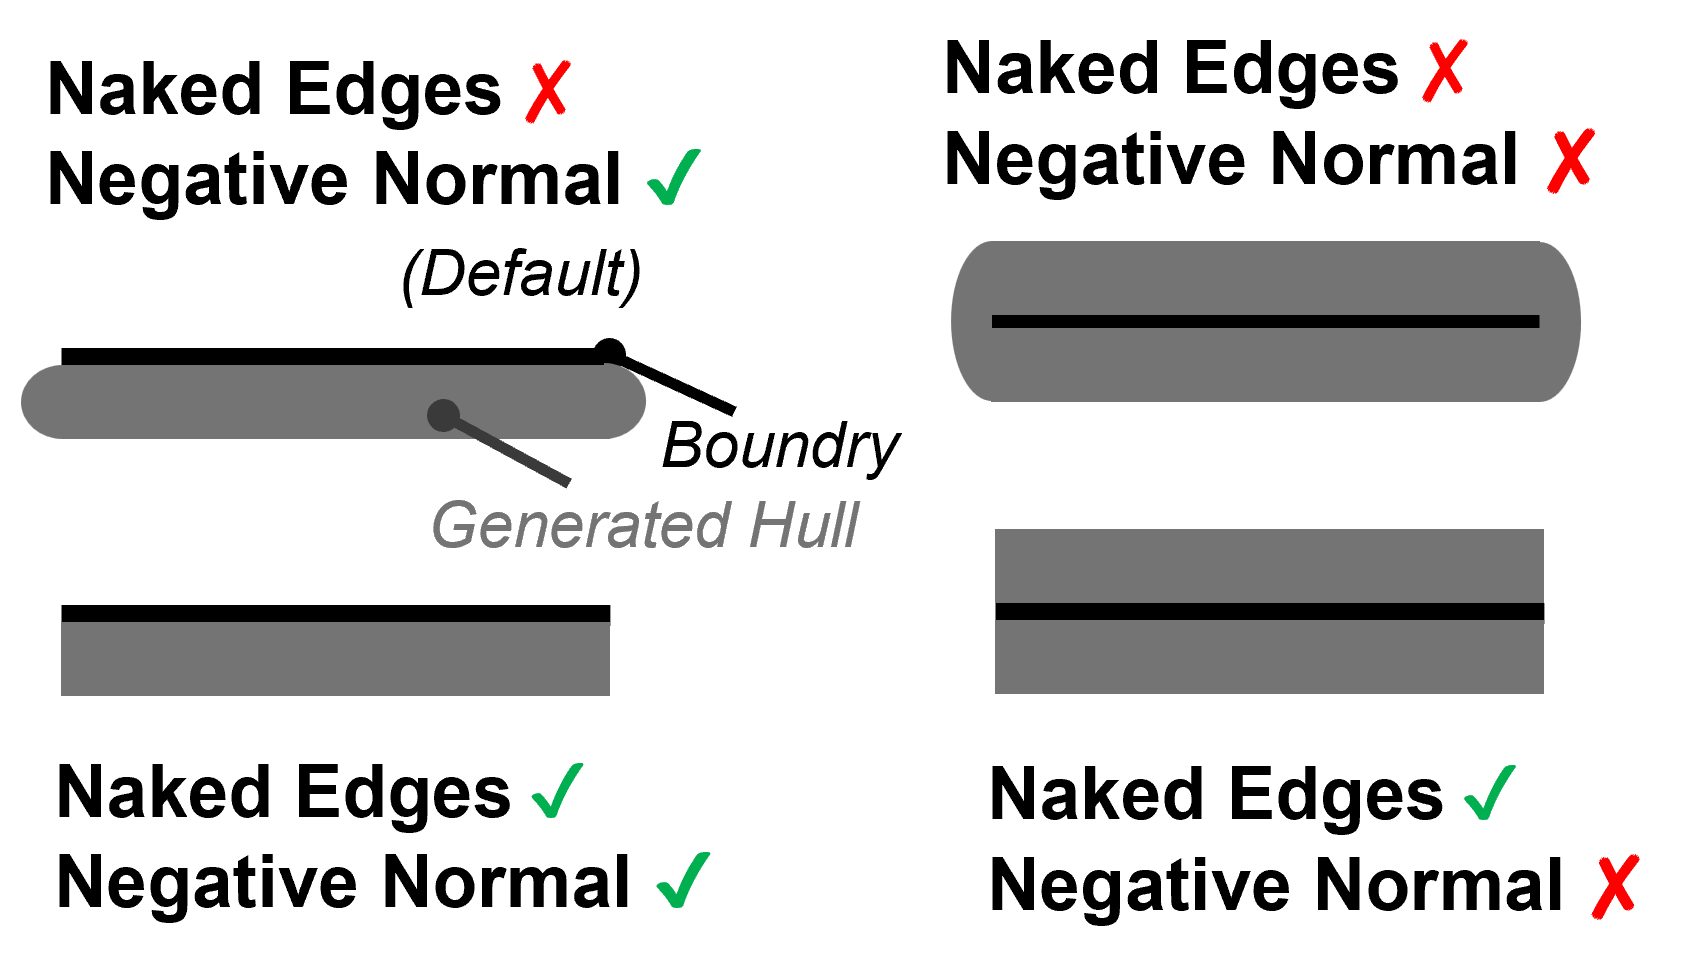 Naked Edges ✗
Negative Normal ✓
(Default)
Boundry
Generated Hull
Naked Edges ✓
Negative Normal ✓
Naked Edges ✗
Negative Normal ✗
Naked Edges ✓
Negative Normal ✗